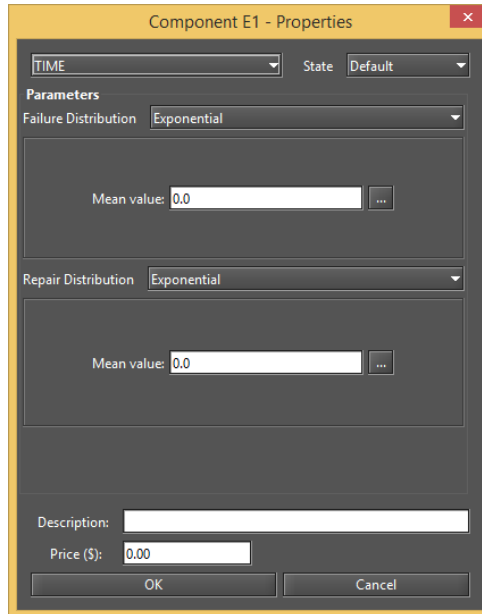 Component E1 - Properties
x
TIME State Default
Parameters
Failure Distribution Exponential
Mean value: 0.0 ...
Repair Distribution Exponential
Mean value: 0.0 ...
Description:
Price ($): 0.00
OK Cancel